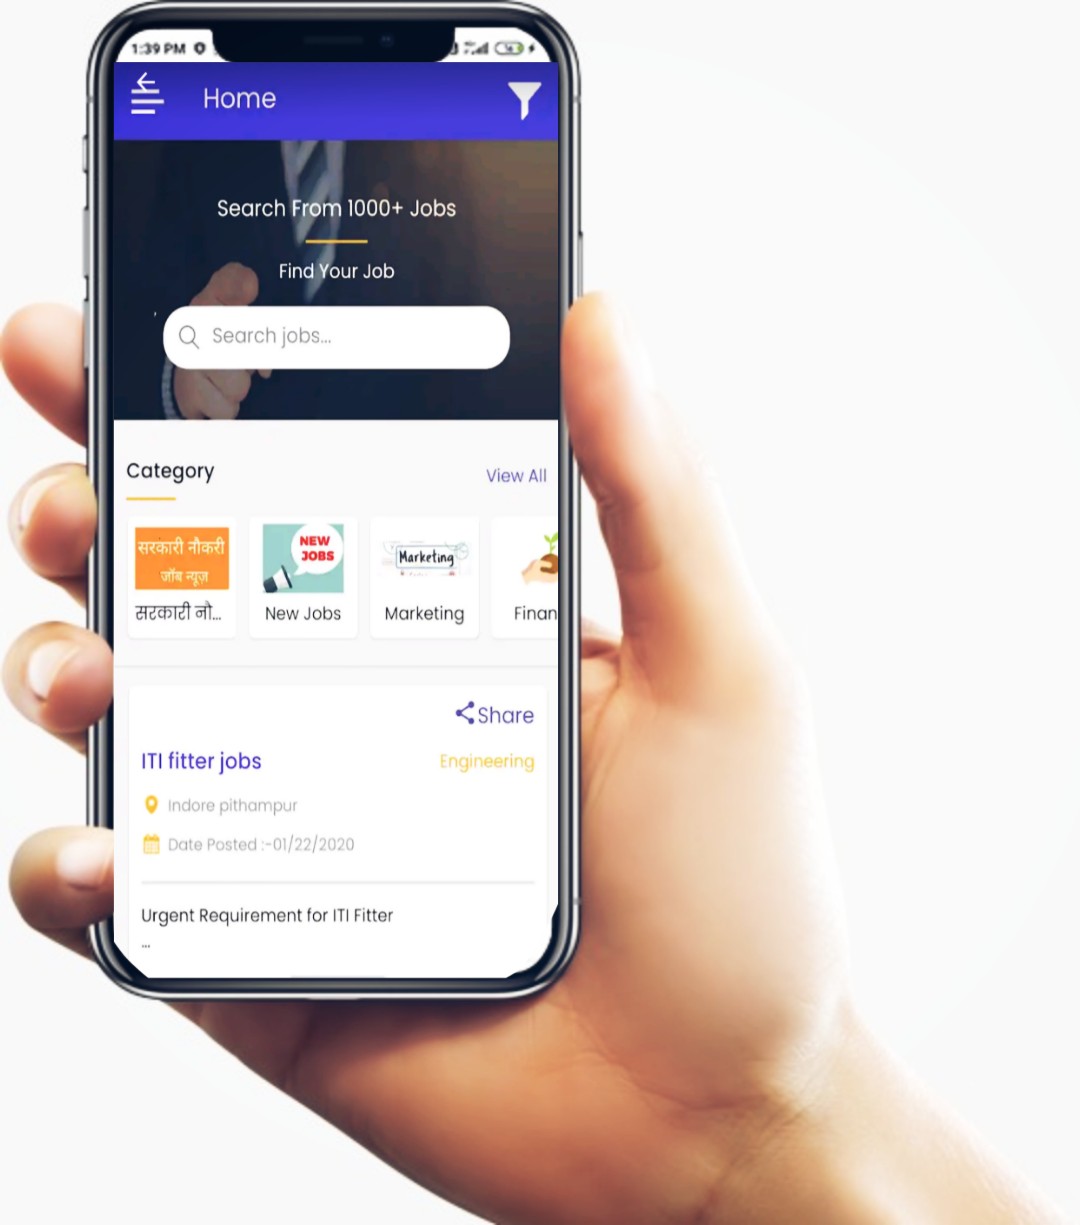 1:39 PM
Home
Search From 1000+ Jobs
Find Your Job
Search jobs...
Category
View All
सरकारी नौकरी
जॉब न्यूज़
NEW
JOBS
Marketing
सरकारी नौ...
New Jobs
Marketing
Finan
Share
ITI fitter jobs
Engineering
Indore pithampur
Date Posted :-01/22/2020
Urgent Requirement for ITI Fitter
...